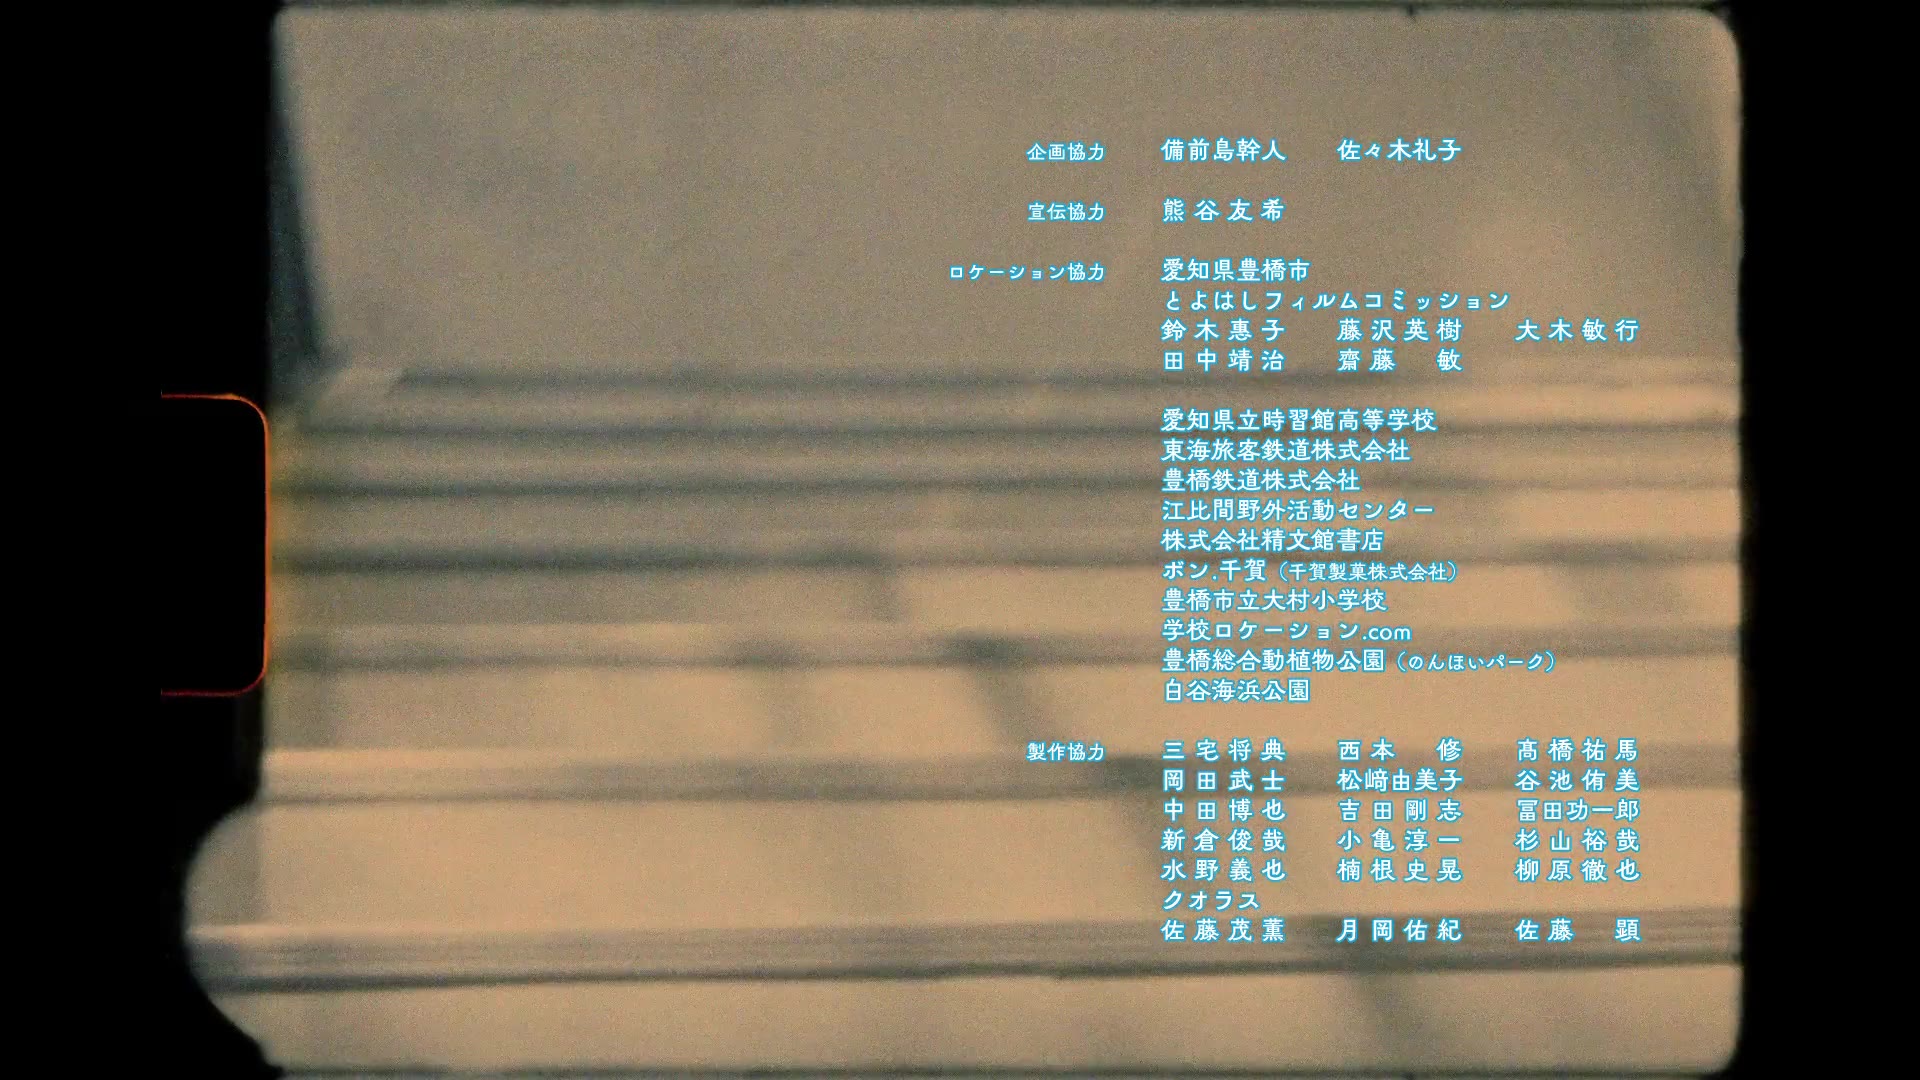 企画協力 備前島幹人 佐々木礼子
宣伝協力 熊谷友希
ロケーション協力 愛知県豊橋市
とよはしフィルムコミッション
鈴木惠子 藤沢英樹 大木敏行
田中靖治 齋藤 敏
愛知県立時習館高等学校
東海旅客鉄道株式会社
豊橋鉄道株式会社
江比間野外活動センター
株式会社精文館書店
ボン.千賀（千賀製菓株式会社）
豊橋市立大村小学校
学校ロケーション.com
豊橋総合動植物公園（のんほいパーク）
白谷海浜公園
製作協力 三宅将典 西本 修 髙橋祐馬
岡田武士 松﨑由美子 谷池侑美
中田博也 吉田剛志 冨田功一郎
新倉俊哉 小亀淳一 杉山裕哉
水野義也 楠根史晃 柳原徹也
クオラス
佐藤茂薫 月岡佑紀 佐藤 顕